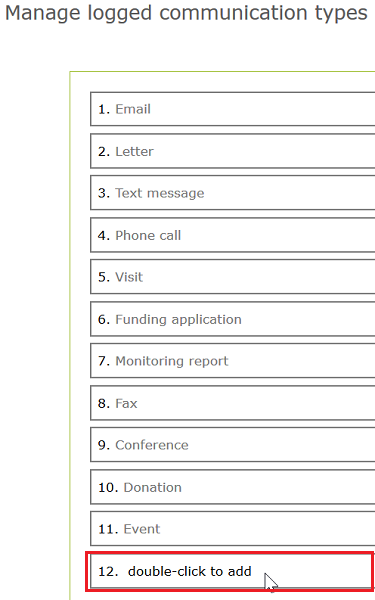 Manage logged communication types
1. Email
2. Letter
3. Text message
4. Phone call
5. Visit
6. Funding application
7. Monitoring report
8. Fax
9. Conference
10. Donation
11. Event
12. double-click to add